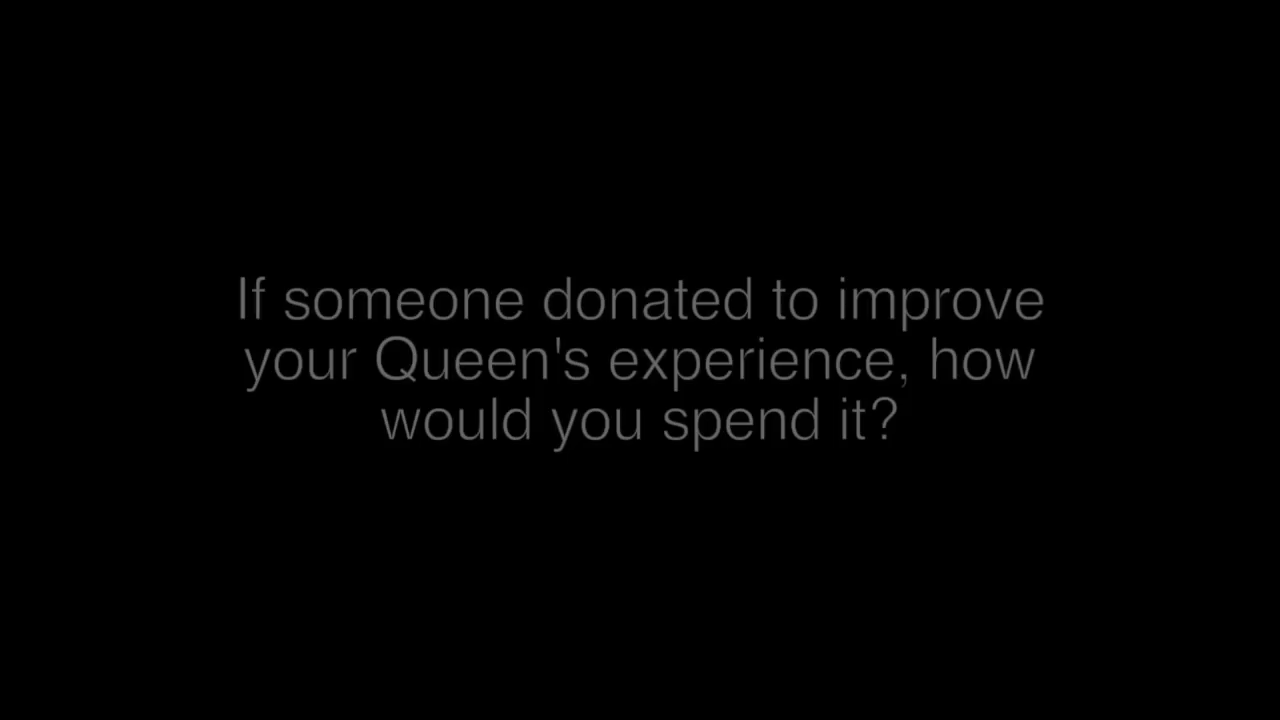 If someone donated to improve
your Queen's experience, how
would you spend it?